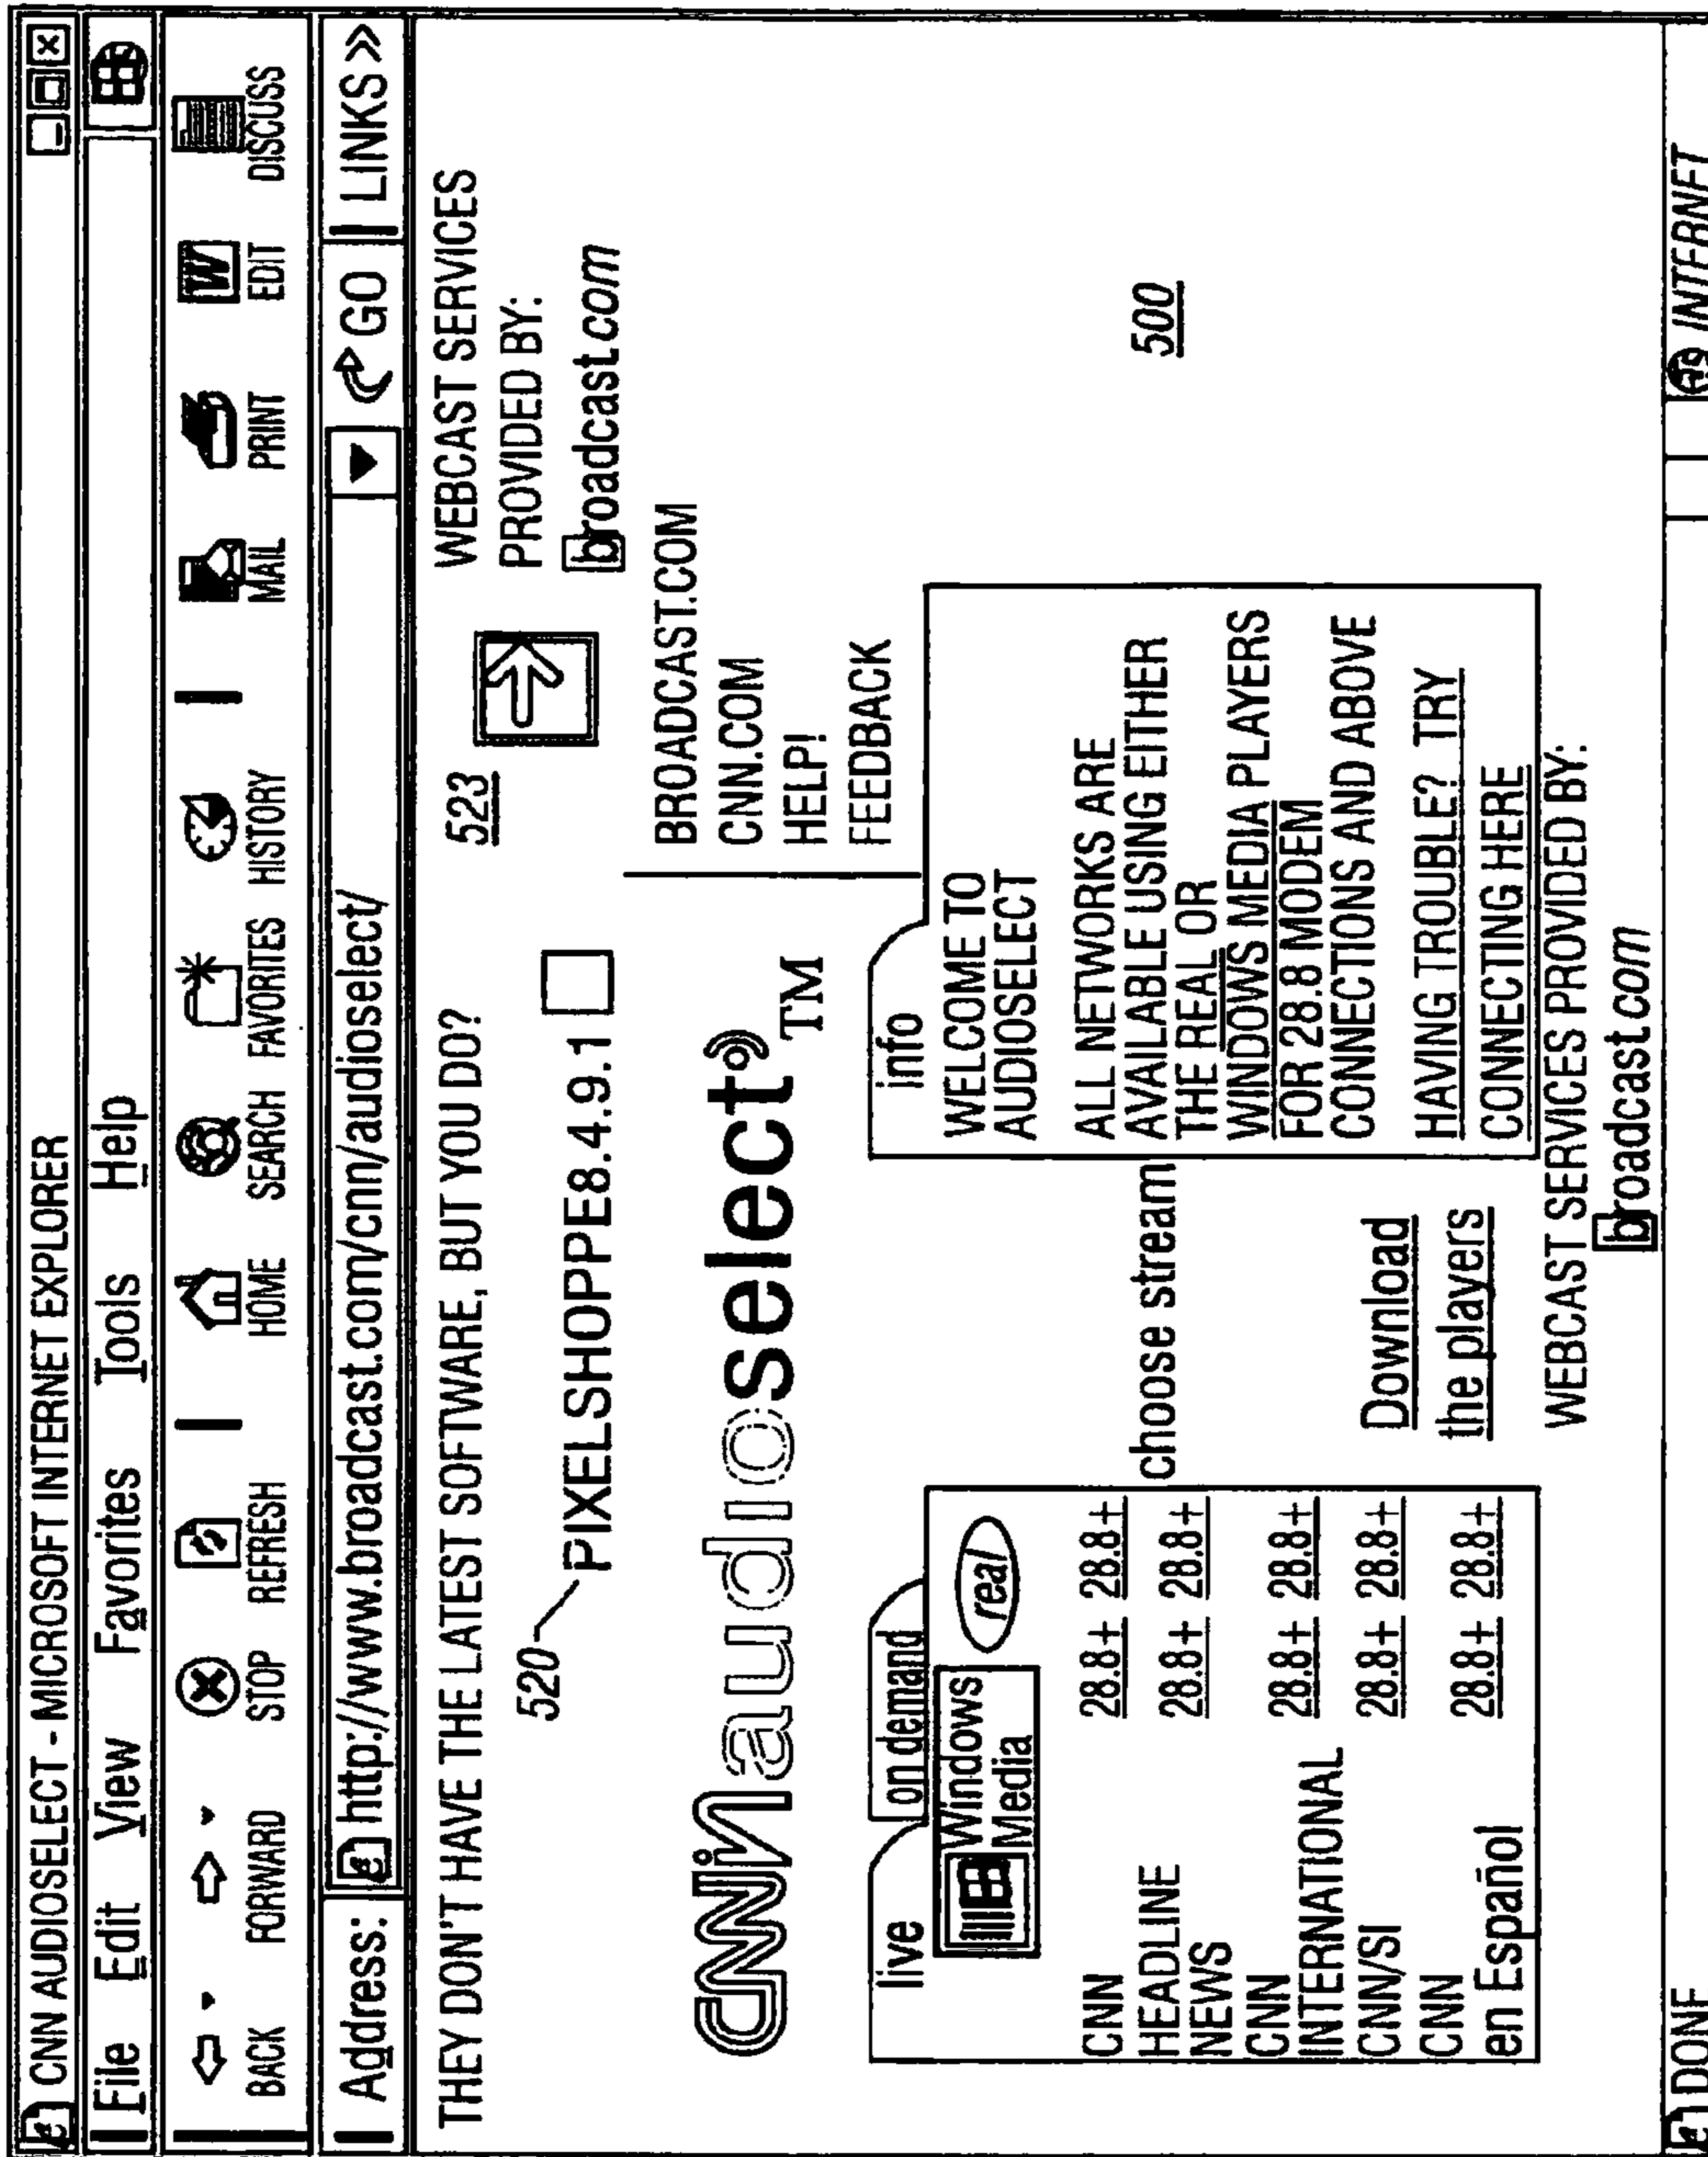 CNN AUDIOSELECT - MICROSOFT INTERNET EXPLORER
File Edit View Favorites Tools Help
BACK FORWARD STOP REFRESH HOME SEARCH FAVORITES HISTORY MAIL PRINT EDIT DISCUSS
Address: http://www.broadcast.com/cnn/audioselect/ GO LINKS »
THEY DON'T HAVE THE LATEST SOFTWARE, BUT YOU DO?
520 PIXELSHOPPE8.4.9.1
523
WEBCAST SERVICES
PROVIDED BY:
broadcast.com
CNN audioselect TM
BROADCAST.COM
CNN.COM
HELP!
FEEDBACK
live on demand
Windows Media real
CNN 28.8+ 28.8+
HEADLINE NEWS 28.8+ 28.8+
CNN INTERNATIONAL 28.8+ 28.8+
CNN/SI 28.8+ 28.8+
CNN en Español 28.8+ 28.8+
choose stream
Download
the players
info
WELCOME TO
AUDIOSELECT
ALL NETWORKS ARE
AVAILABLE USING EITHER
THE REAL OR
WINDOWS MEDIA PLAYERS
FOR 28.8 MODEM
CONNECTIONS AND ABOVE
HAVING TROUBLE? TRY
CONNECTING HERE
500
WEBCAST SERVICES PROVIDED BY:
broadcast.com
DONE INTERNET